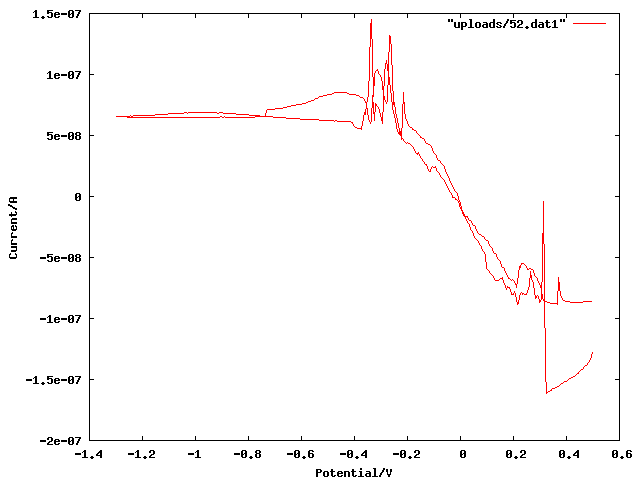 "uploads/52.dat1"
1.5e-07
1e-07
5e-08
0
-5e-08
-1e-07
-1.5e-07
-2e-07
Current/A
-1.4 -1.2 -1 -0.8 -0.6 -0.4 -0.2 0 0.2 0.4 0.6
Potential/V